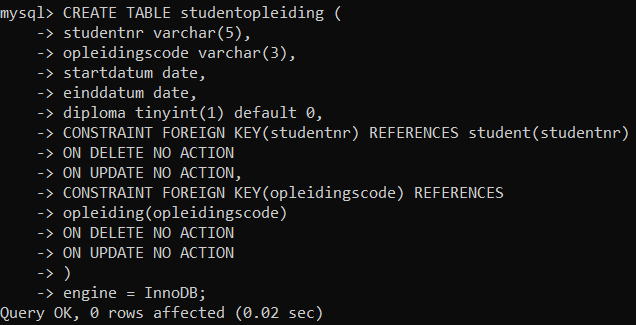 mysql> CREATE TABLE studentopleiding (
    -> studentnr varchar(5),
    -> opleidingscode varchar(3),
    -> startdatum date,
    -> einddatum date,
    -> diploma tinyint(1) default 0,
    -> CONSTRAINT FOREIGN KEY(studentnr) REFERENCES student(studentnr)
    -> ON DELETE NO ACTION
    -> ON UPDATE NO ACTION,
    -> CONSTRAINT FOREIGN KEY(opleidingscode) REFERENCES
    -> opleiding(opleidingscode)
    -> ON DELETE NO ACTION
    -> ON UPDATE NO ACTION
    -> )
    -> engine = InnoDB;
Query OK, 0 rows affected (0.02 sec)